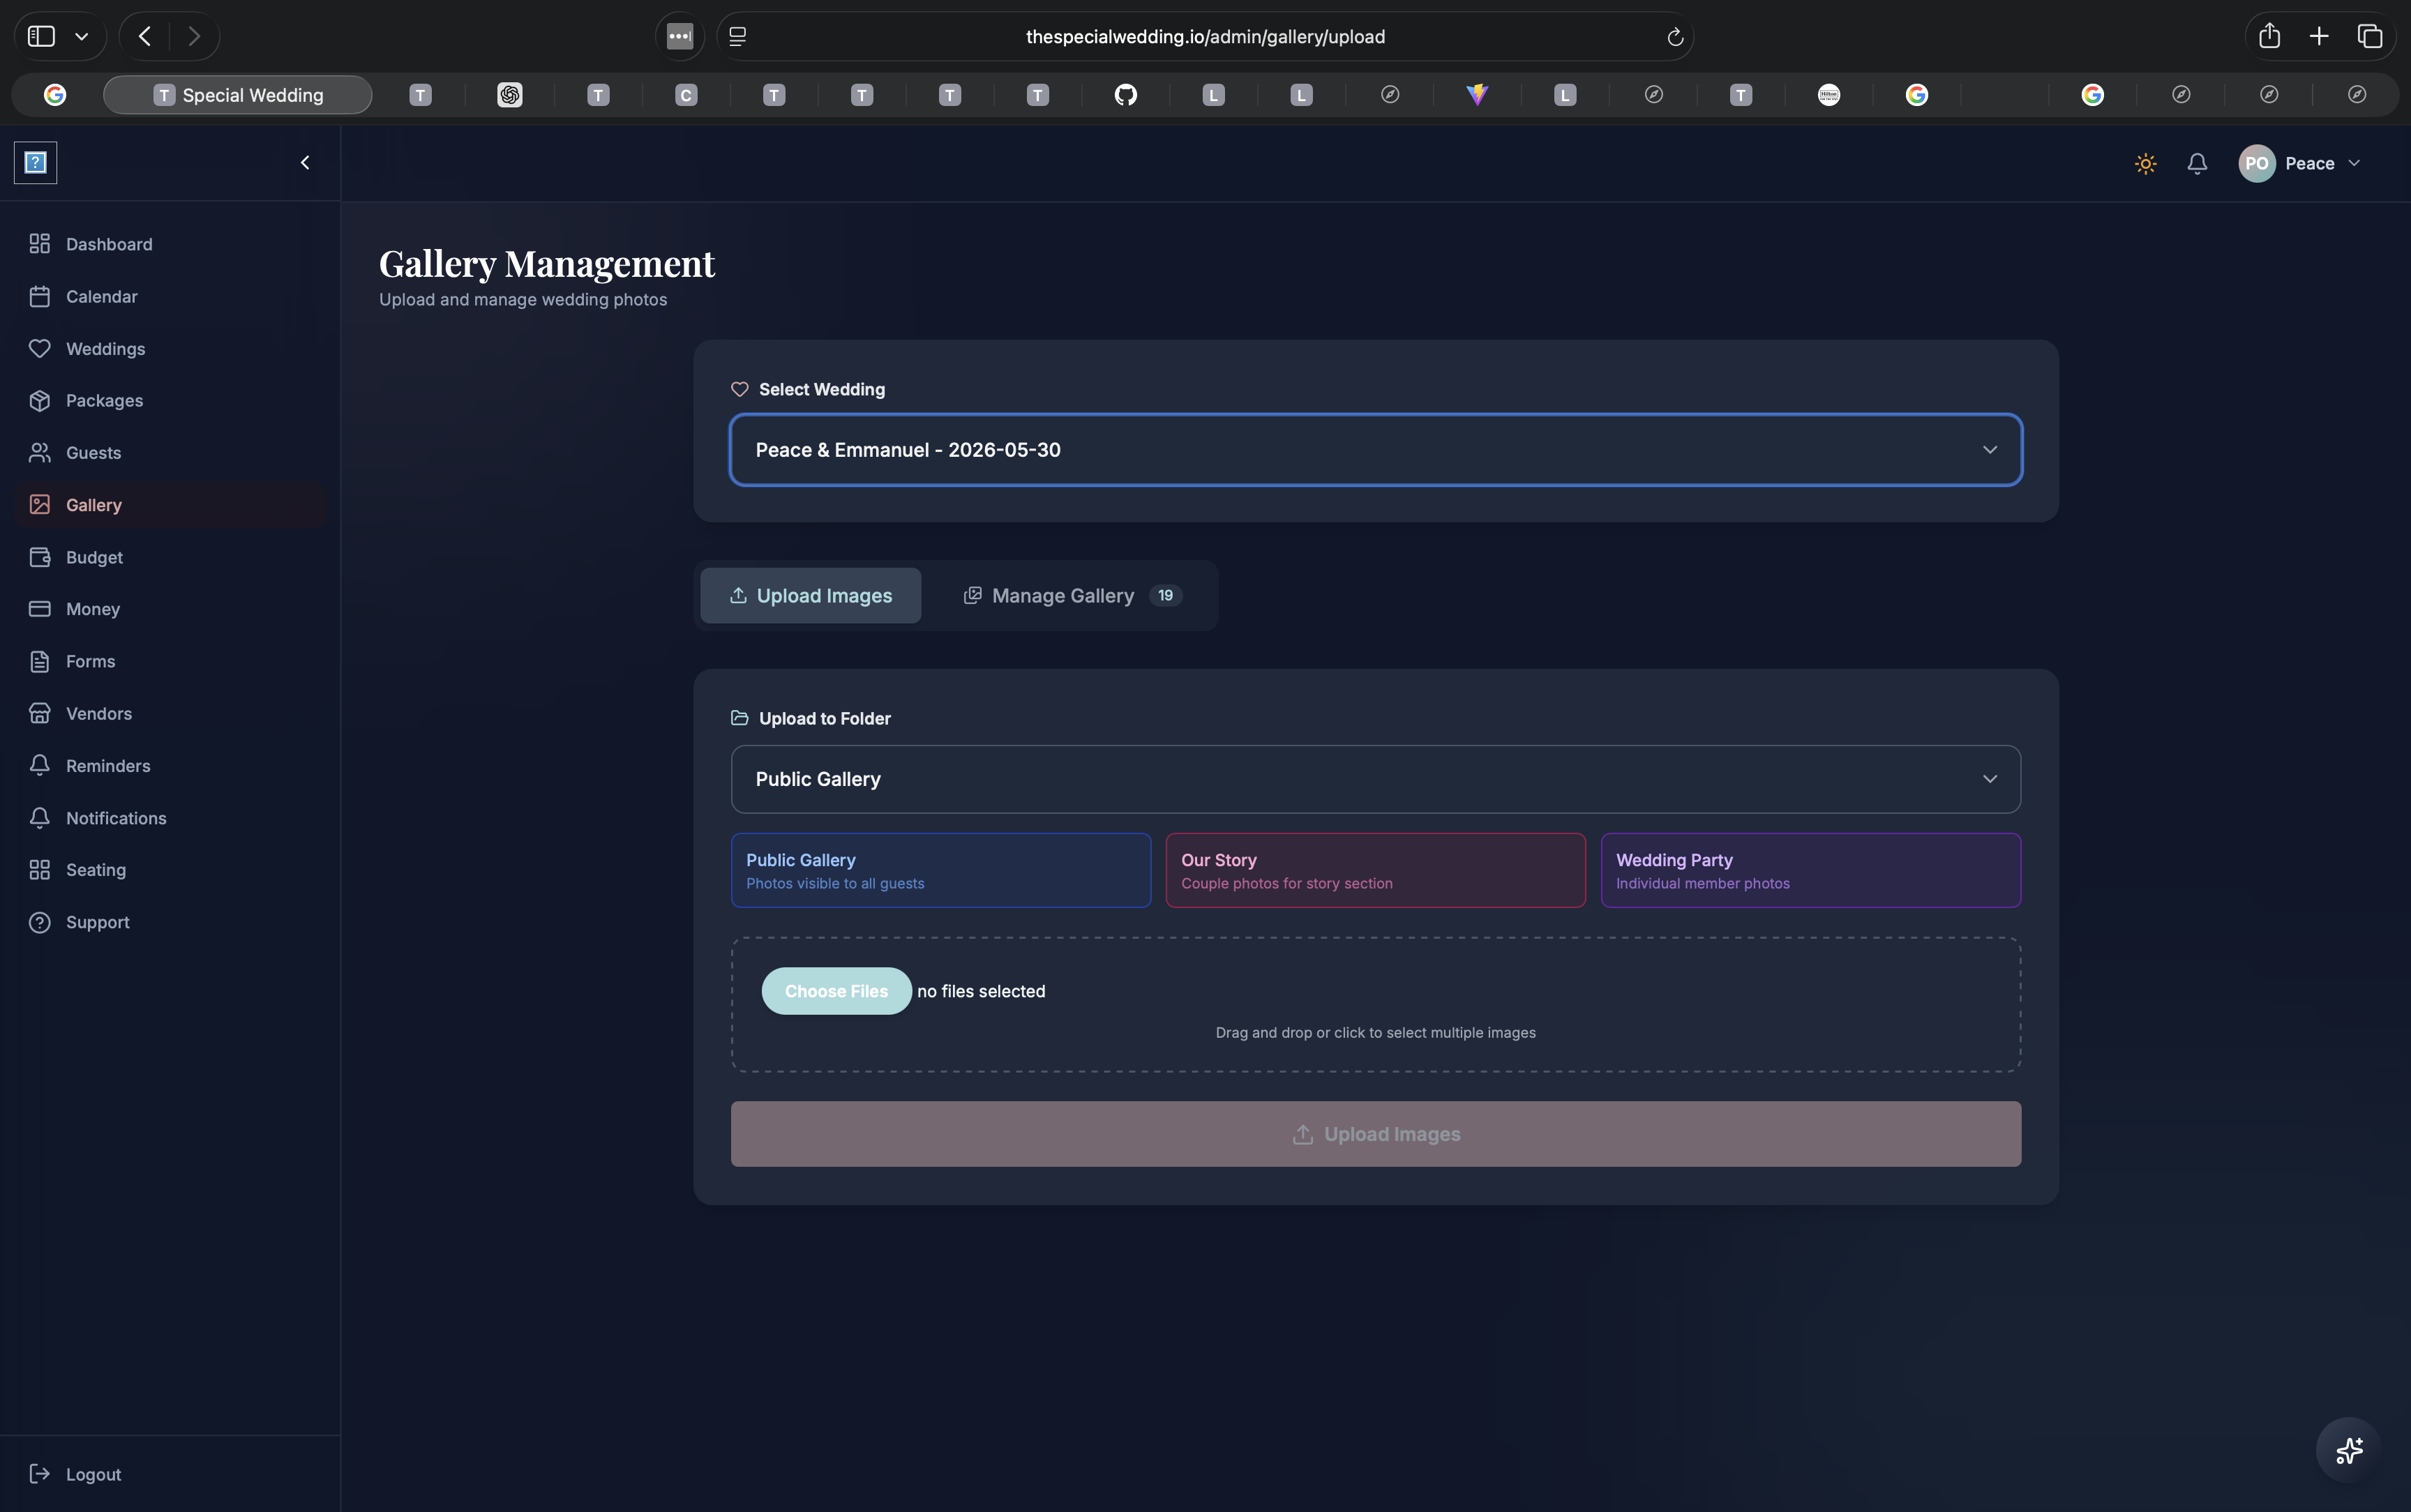 thespecialwedding.io/admin/gallery/upload
T Special Wedding
T
T
C
T
T
T
T
L
L
L
T
PO Peace
Dashboard
Calendar
Weddings
Packages
Guests
Gallery
Budget
Money
Forms
Vendors
Reminders
Notifications
Seating
Support
Logout
Gallery Management
Upload and manage wedding photos
Select Wedding
Peace & Emmanuel - 2026-05-30
Upload Images
Manage Gallery 19
Upload to Folder
Public Gallery
Public Gallery
Photos visible to all guests
Our Story
Couple photos for story section
Wedding Party
Individual member photos
Choose Files no files selected
Drag and drop or click to select multiple images
Upload Images